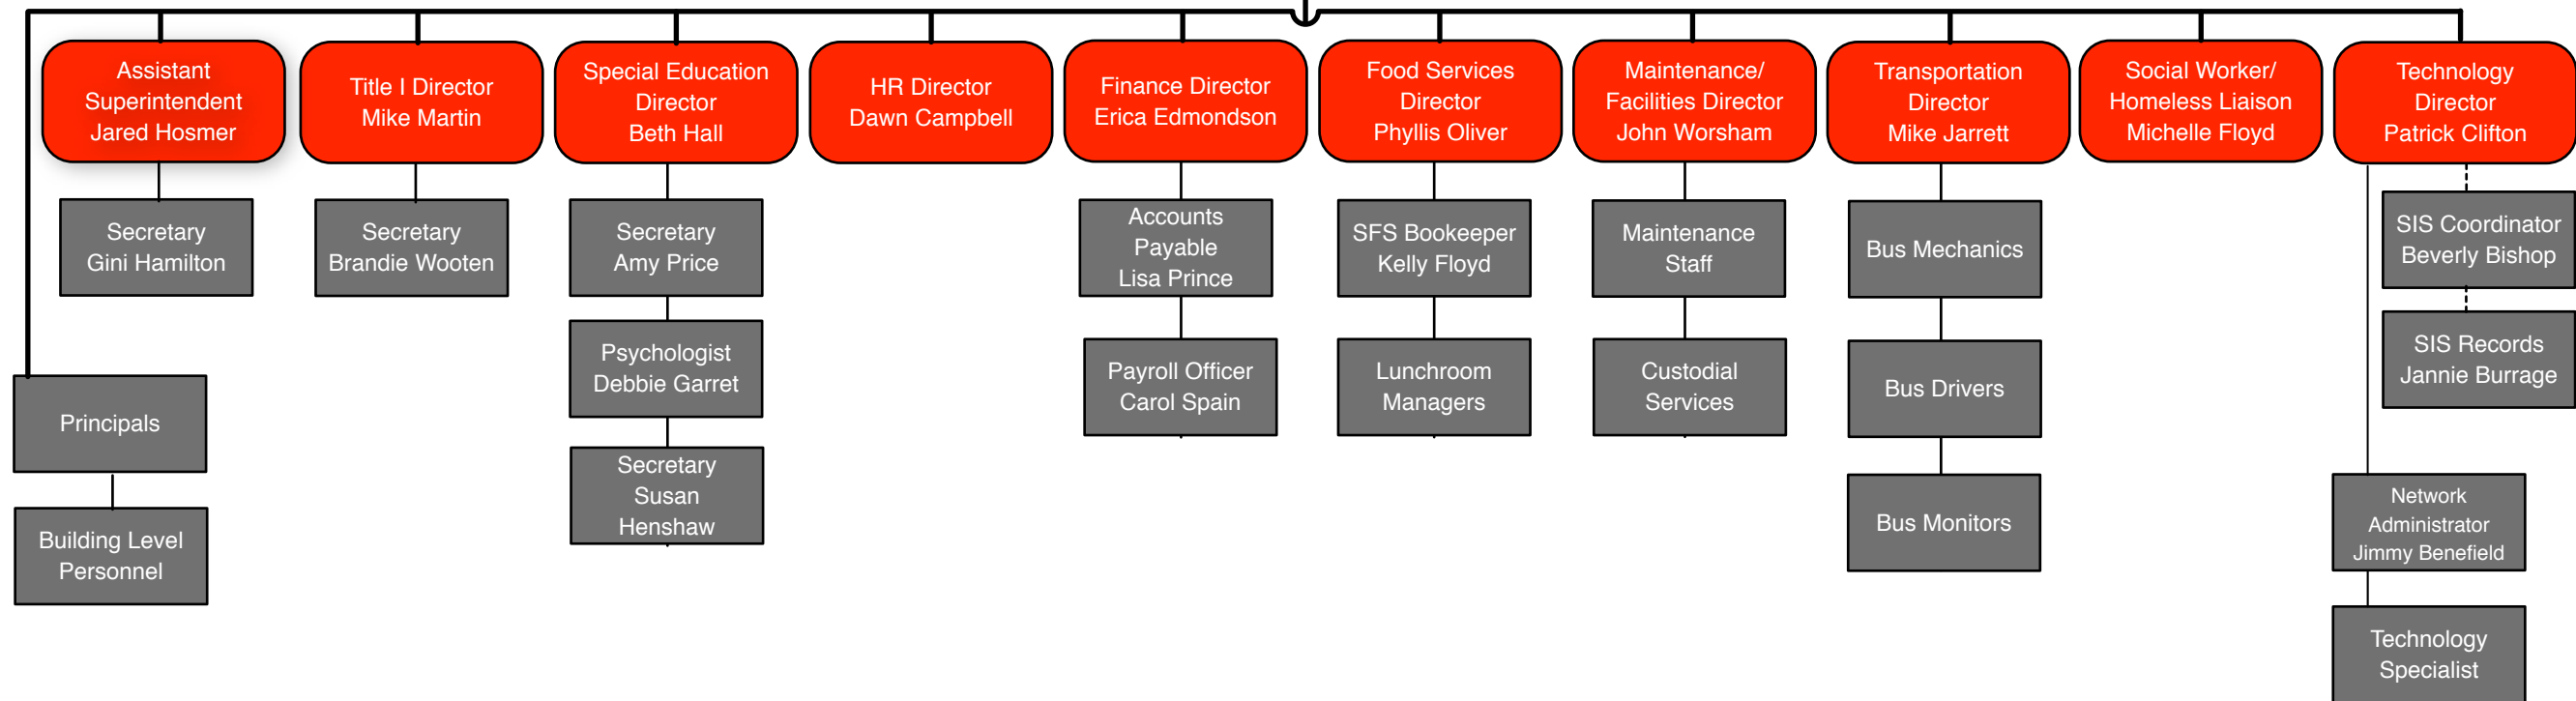 Assistant
Superintendent
Jared Hosmer
Title I Director
Mike Martin
Special Education
Director
Beth Hall
HR Director
Dawn Campbell
Finance Director
Erica Edmondson
Food Services
Director
Phyllis Oliver
Maintenance/
Facilities Director
John Worsham
Transportation
Director
Mike Jarrett
Social Worker/
Homeless Liaison
Michelle Floyd
Technology
Director
Patrick Clifton
Secretary
Gini Hamilton
Secretary
Brandie Wooten
Secretary
Amy Price
Accounts
Payable
Lisa Prince
SFS Bookeeper
Kelly Floyd
Maintenance
Staff
Bus Mechanics
SIS Coordinator
Beverly Bishop
Psychologist
Debbie Garret
Payroll Officer
Carol Spain
Lunchroom
Managers
Custodial
Services
Bus Drivers
SIS Records
Jannie Burrage
Principals
Secretary
Susan
Henshaw
Bus Monitors
Network
Administrator
Jimmy Benefield
Building Level
Personnel
Technology
Specialist